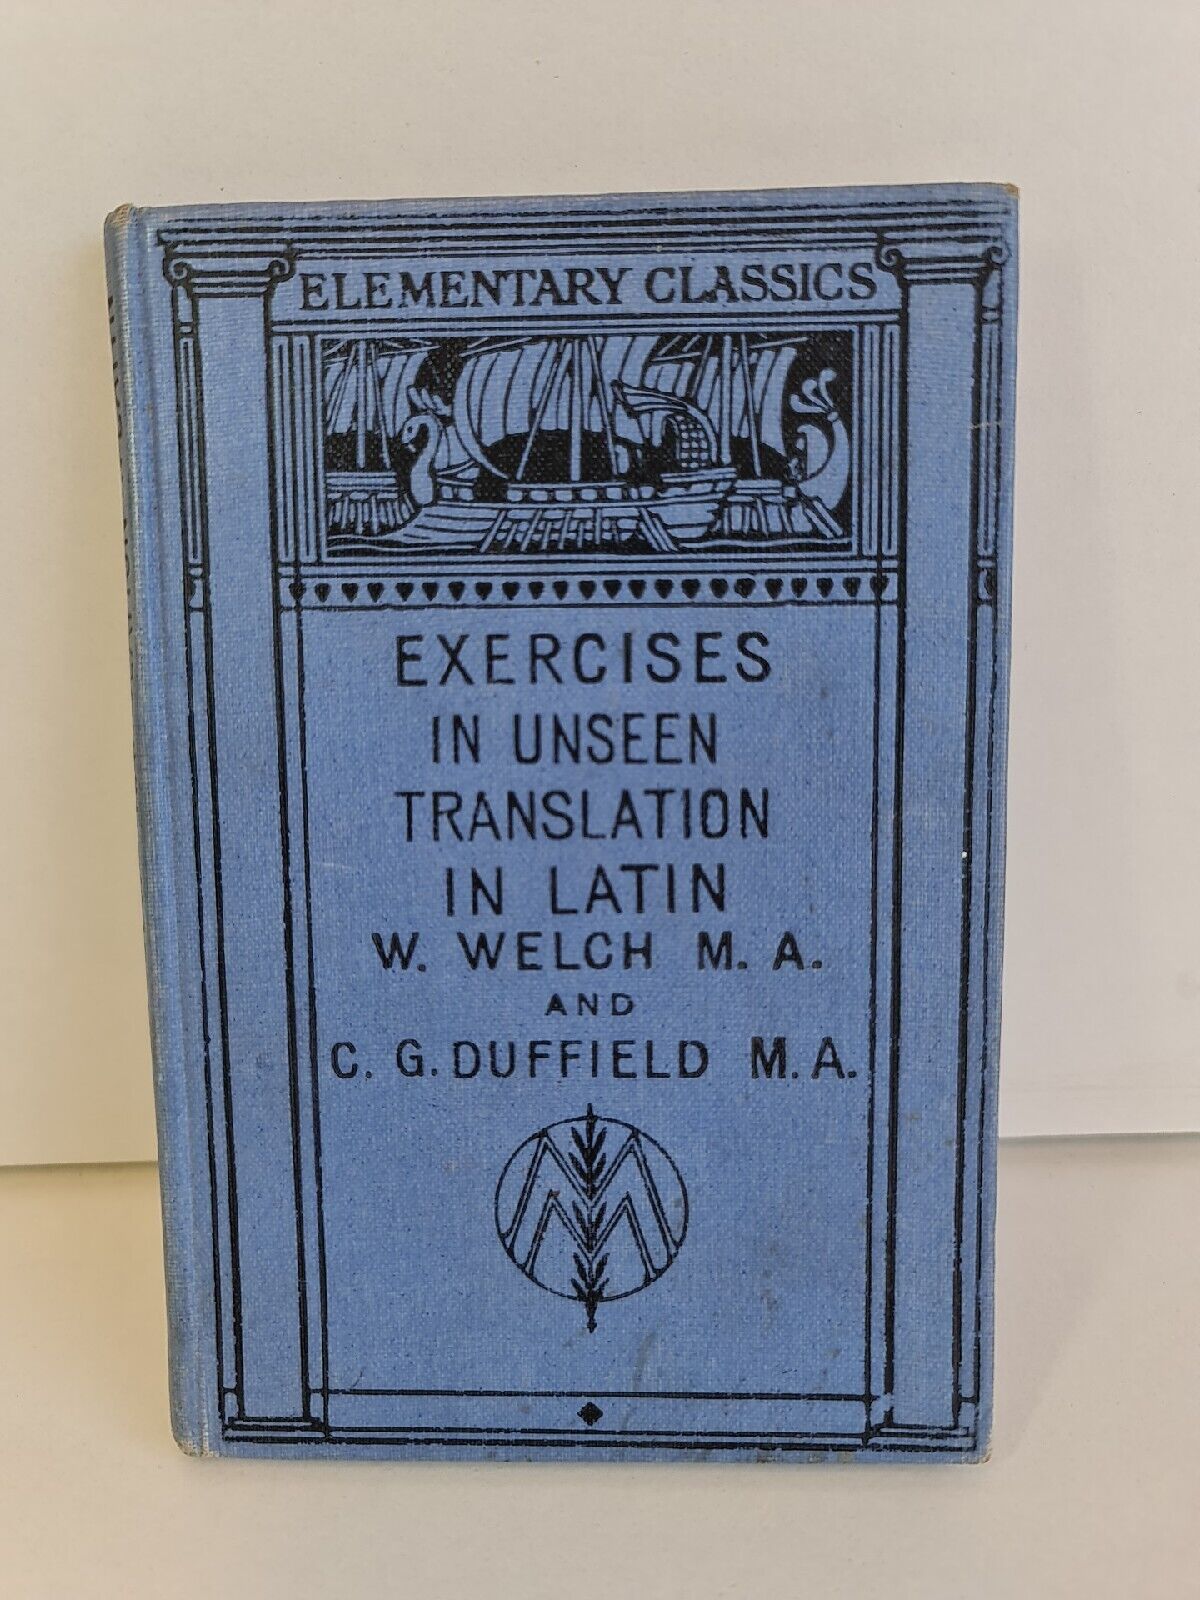 ELEMENTARY CLASSICS
EXERCISES
IN UNSEEN
TRANSLATION
IN LATIN
W. WELCH M. A.
AND
C. G. DUFFIELD M. A.
M